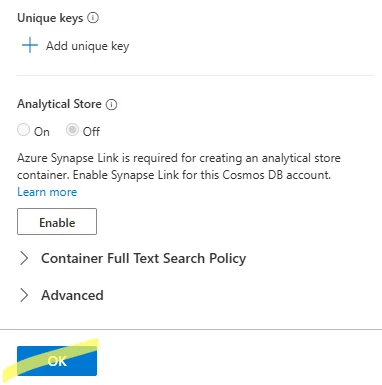 Unique keys
Add unique key
Analytical Store
On Off
Azure Synapse Link is required for creating an analytical store
container. Enable Synapse Link for this Cosmos DB account.
Learn more
Enable
Container Full Text Search Policy
Advanced
OK